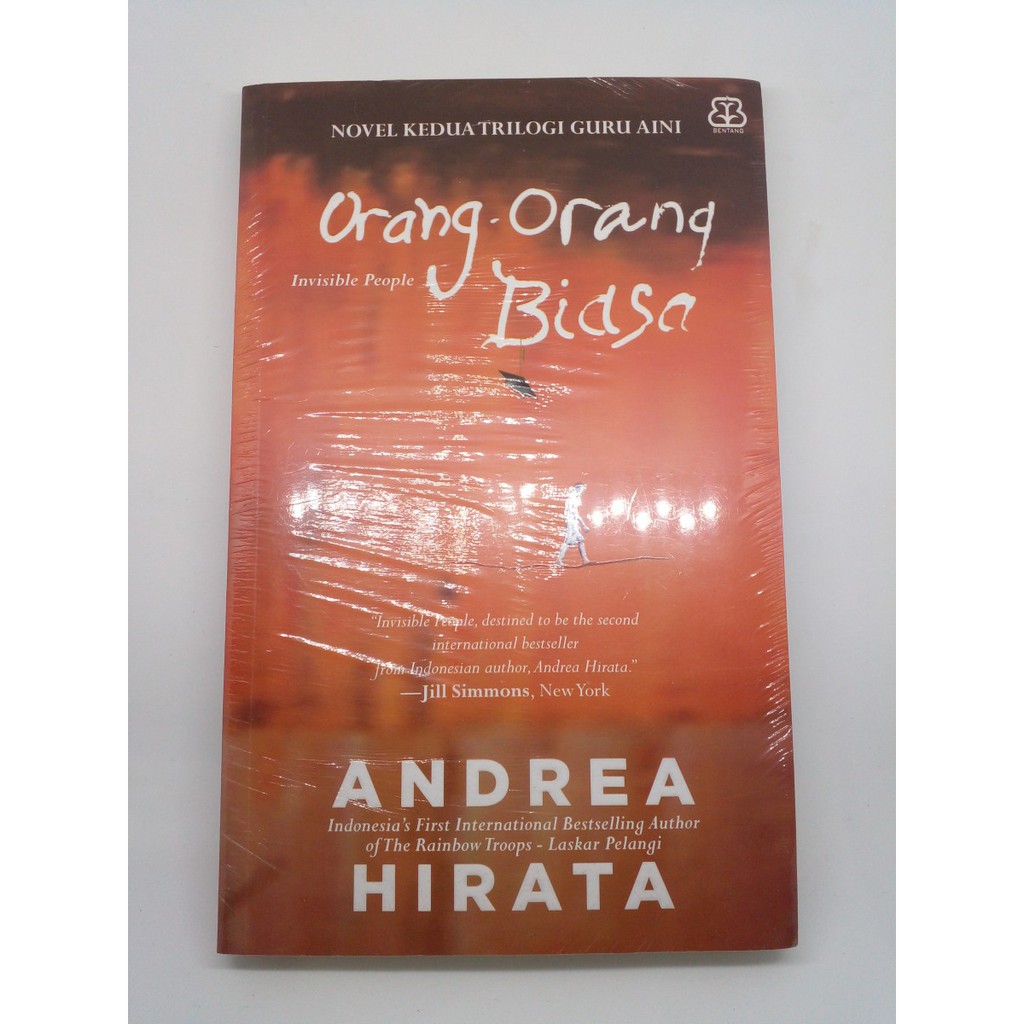 NOVEL KEDUA TRILOGI GURU AINI
BENTANG
Orang-Orang
Invisible People
Biasa
"Invisible People, destined to be the second
international bestseller
from Indonesian author, Andrea Hirata."
—Jill Simmons, New York
ANDREA
Indonesia's First International Bestselling Author
of The Rainbow Troops - Laskar Pelangi
HIRATA